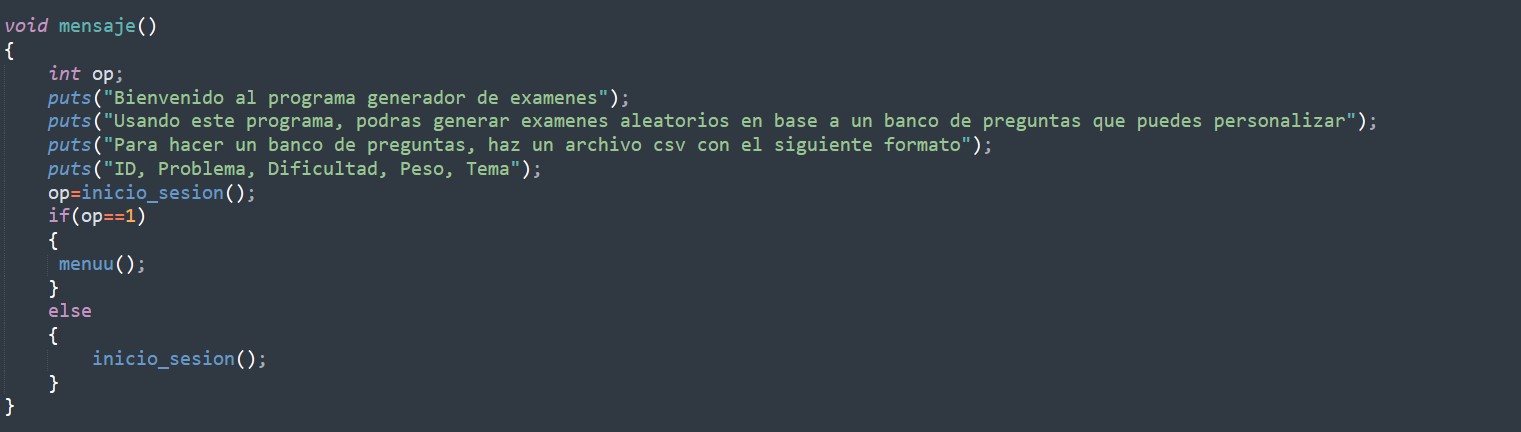 void mensaje()
{
    int op;
    puts("Bienvenido al programa generador de examenes");
    puts("Usando este programa, podras generar examenes aleatorios en base a un banco de preguntas que puedes personalizar");
    puts("Para hacer un banco de preguntas, haz un archivo csv con el siguiente formato");
    puts("ID, Problema, Dificultad, Peso, Tema");
    op=inicio_sesion();
    if(op==1)
    {
     menuu();
    }
    else
    {
        inicio_sesion();
    }
}